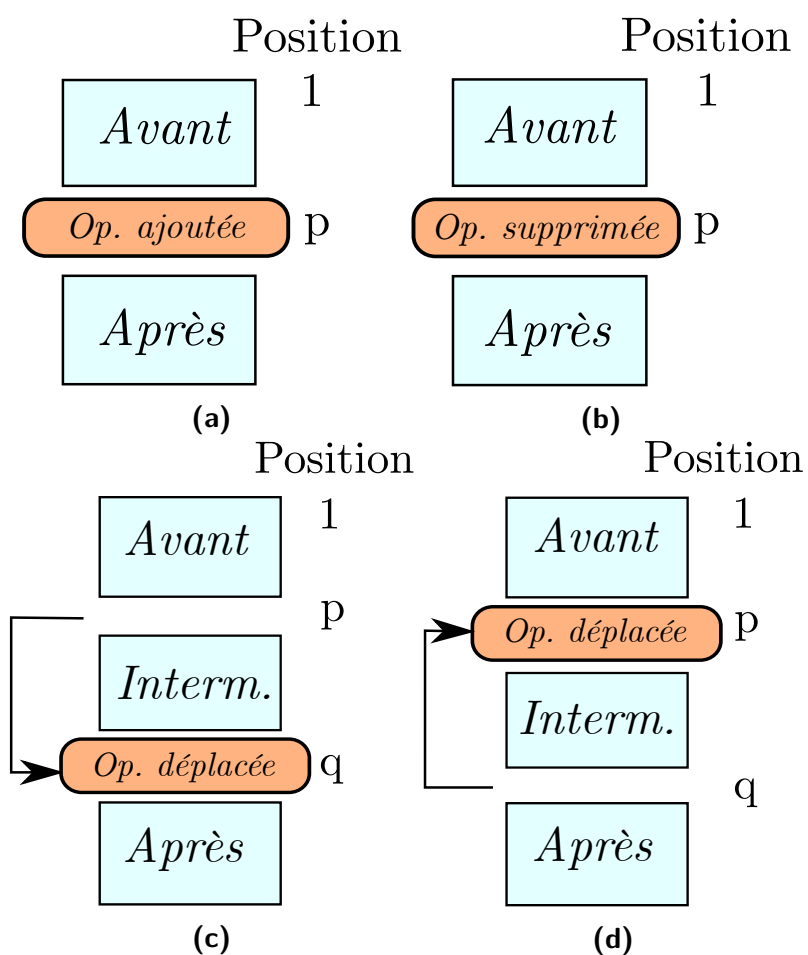 Position
1
Avant
Op. ajoutée
p
Après
(a)
Position
1
Avant
Op. supprimée
p
Après
(b)
Position
1
Avant
p
Interm.
Op. déplacée
q
Après
(c)
Position
1
Avant
Op. déplacée
p
Interm.
q
Après
(d)